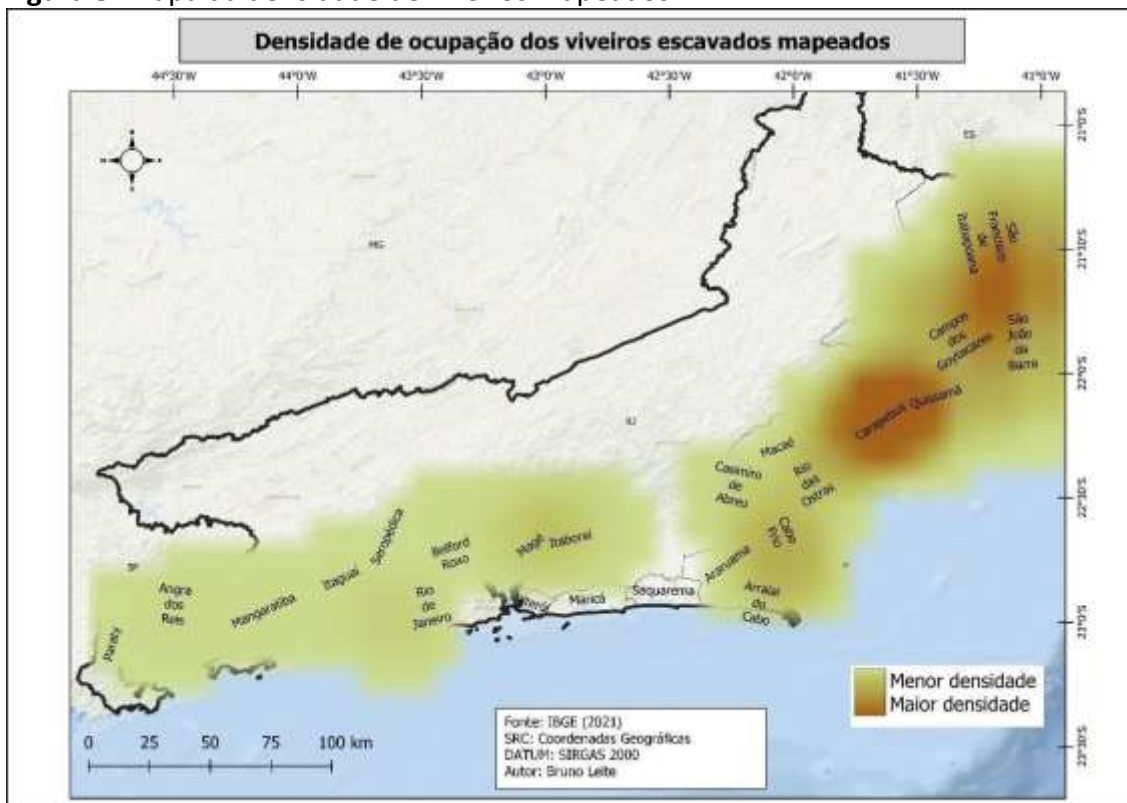 Densidade de ocupação dos viveiros escavados mapeados
44°30'W 44°0'W 43°30'W 43°0'W 42°30'W 42°0'W 41°30'W 41°0'W
21°0'S
21°30'S
22°0'S
22°30'S
23°0'S
23°30'S
ES
MG
RJ
SP
São
Francisco
de
Itabapoana
Campos
dos
Goytacazes
São
João
da
Barra
Carapebus
Quissamã
Macaé
Casimiro
de
Abreu
Rio
das
Ostras
Cabo
Frio
Araruama
Arraial
do
Cabo
Saquarema
Maricá
Niterói
Magé
Itaboraí
Belford
Roxo
Rio
de
Janeiro
Seropédica
Itaguaí
Mangaratiba
Angra
dos
Reis
Paraty
Menor densidade
Maior densidade
Fonte: IBGE (2021)
SRC: Coordenadas Geográficas
DATUM: SIRGAS 2000
Autor: Bruno Leite
0 25 50 75 100 km